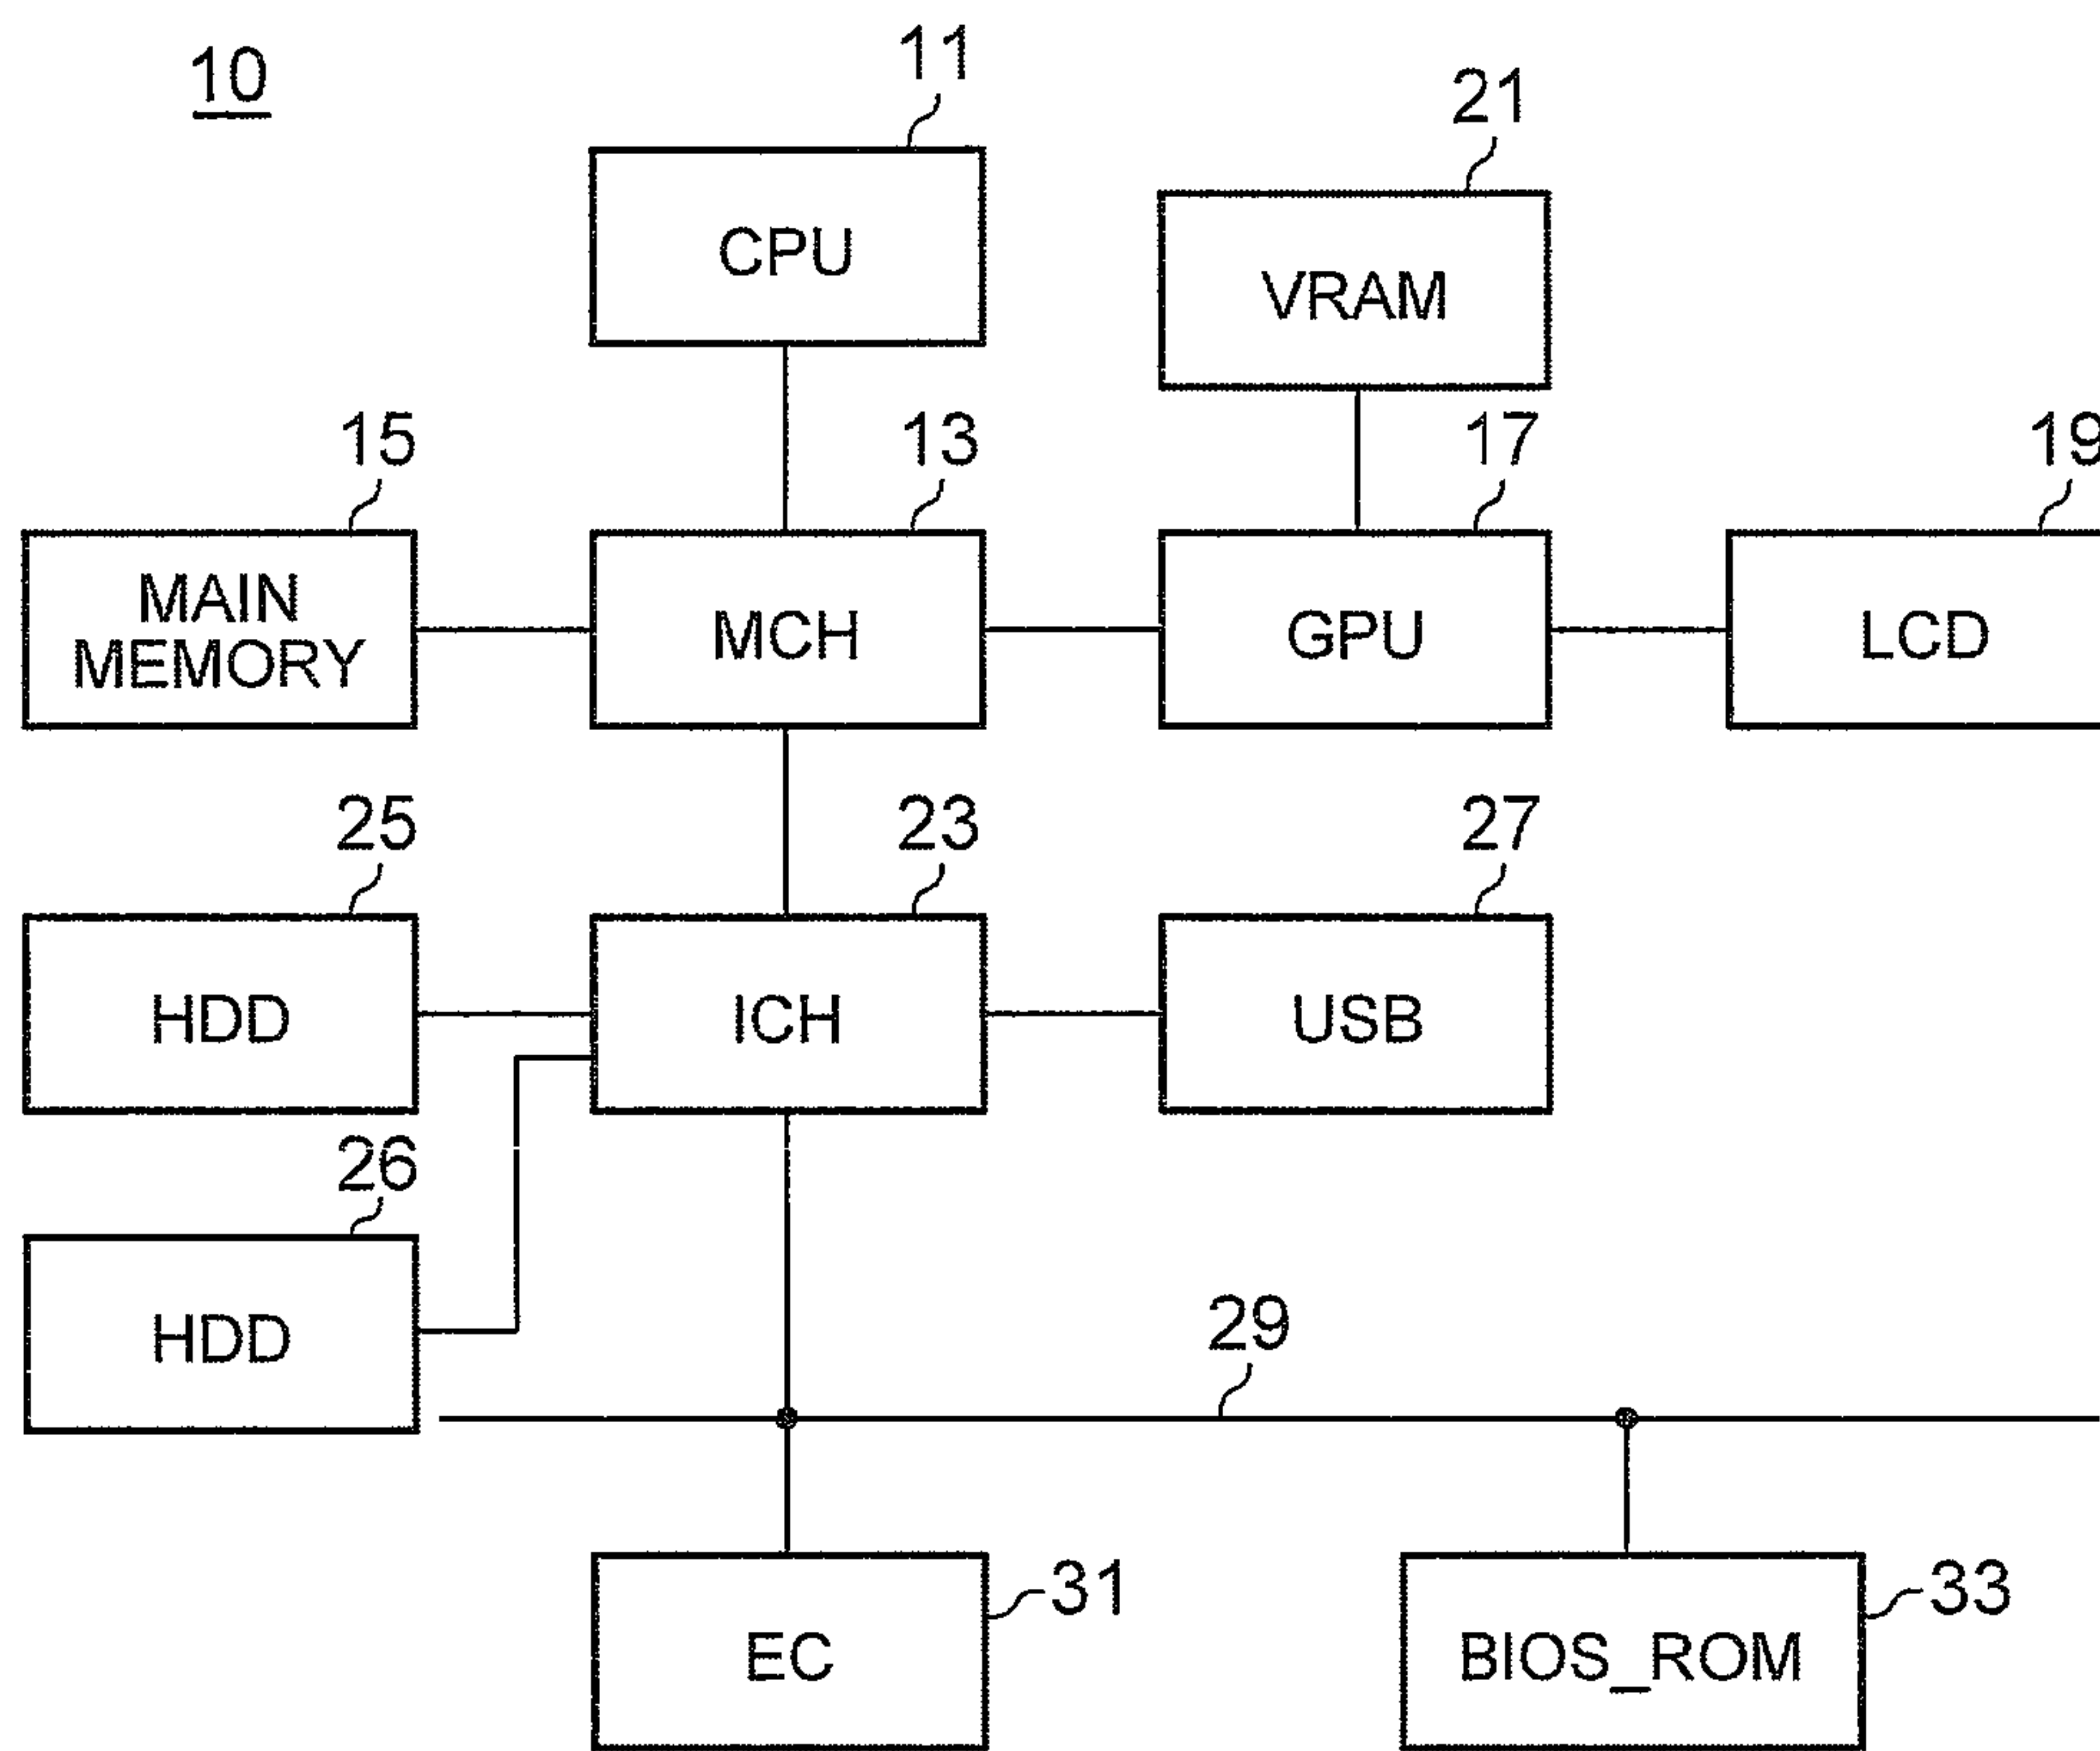 10
11
21
CPU
VRAM
15
13
17
19
MAIN
MEMORY
MCH
GPU
LCD
25
23
27
HDD
ICH
USB
26
HDD
29
31
33
EC
BIOS_ROM